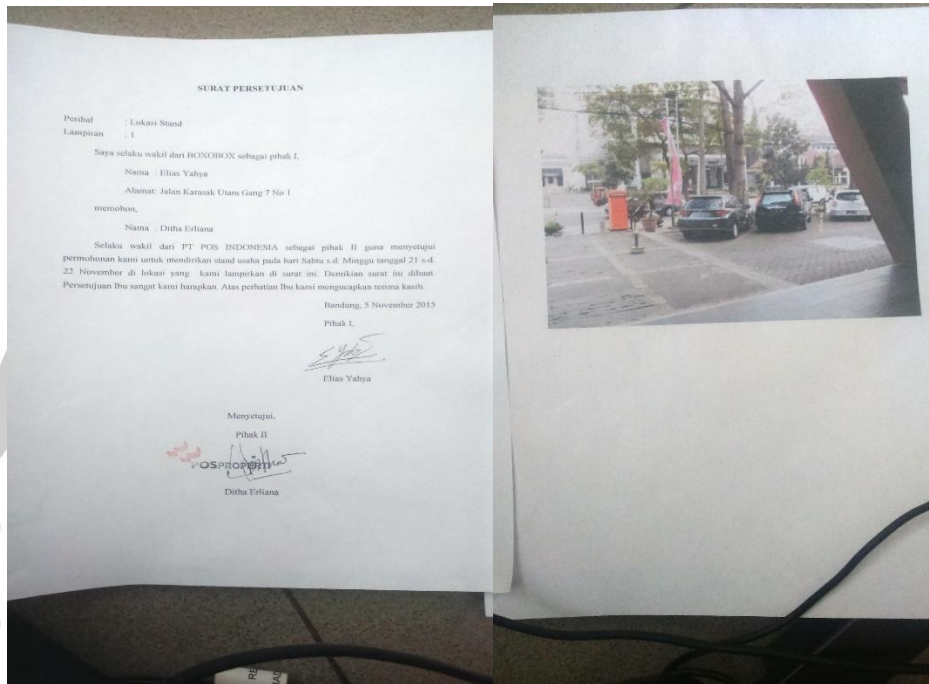 SURAT PERSETUJUAN
Perihal : Lokasi Stand
Lampiran : 1
Saya selaku wakil dari BOXOBOX sebagai pihak I,
Nama : Elias Yahya
Alamat: Jalan Karasak Utara Gang 7 No 1
memohon,
Nama : Ditha Erliana
Selaku wakil dari PT POS INDONESIA sebagai pihak II guna menyetujui
permohonan kami untuk mendirikan stand usaha pada hari Sabtu s.d. Minggu tanggal 21 s.d.
22 November di lokasi yang kami lampirkan di surat ini. Demikian surat ini dibuat.
Persetujuan Ibu sangat kami harapkan. Atas perhatian Ibu kami mengucapkan terima kasih.
Bandung, 5 November 2015
Pihak I,
Elias Yahya
Menyetujui,
Pihak II
POSPROPERTI
Ditha Erliana